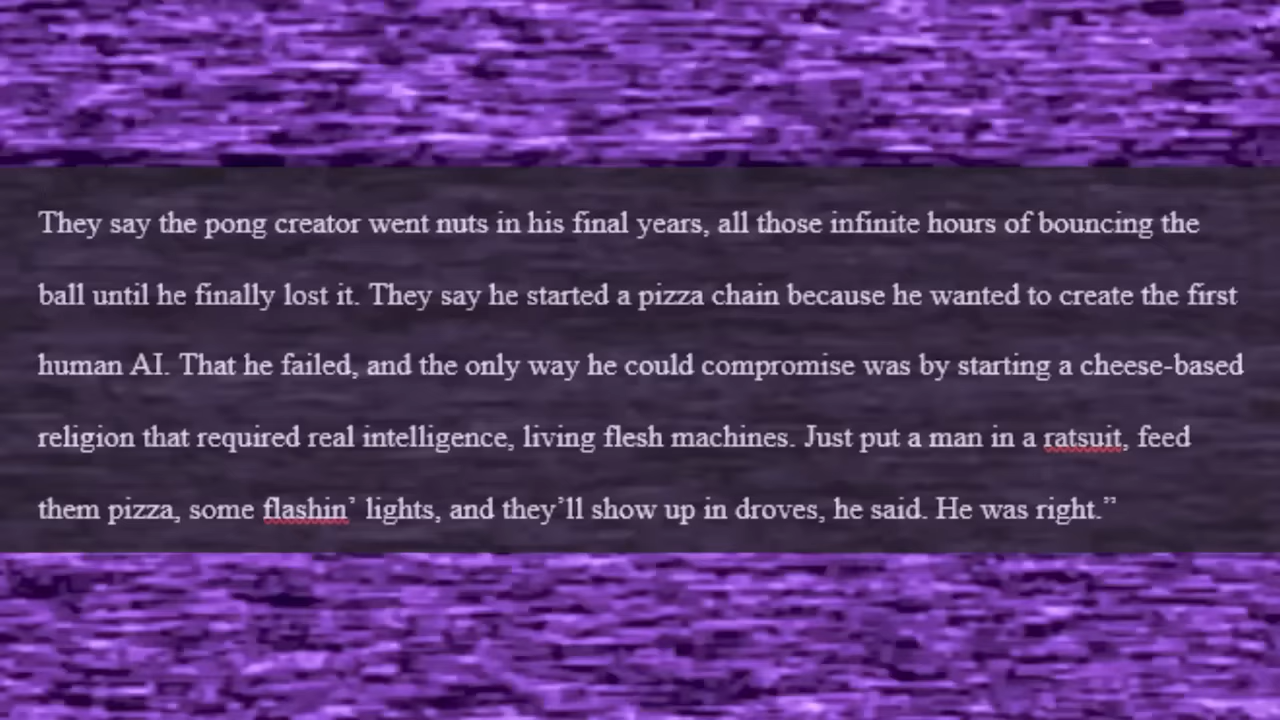 They say the pong creator went nuts in his final years, all those infinite hours of bouncing the
ball until he finally lost it. They say he started a pizza chain because he wanted to create the first
human AI. That he failed, and the only way he could compromise was by starting a cheese-based
religion that required real intelligence, living flesh machines. Just put a man in a ratsuit, feed
them pizza, some flashin’ lights, and they’ll show up in droves, he said. He was right.”